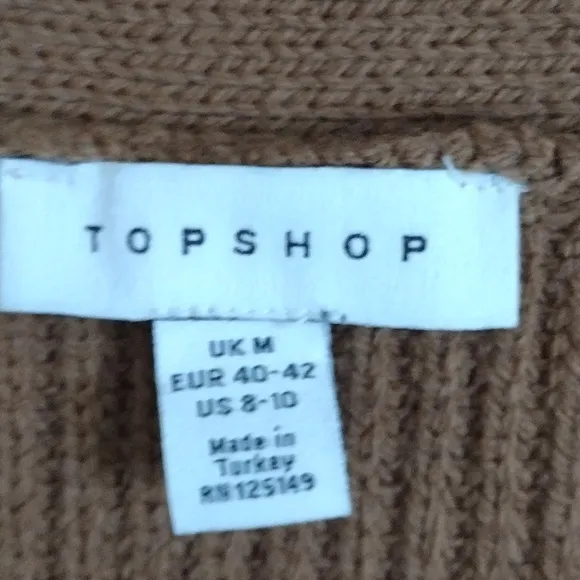 TOPSHOP
UK M
EUR 40-42
US 8-10
Made in
Turkey
RN125149